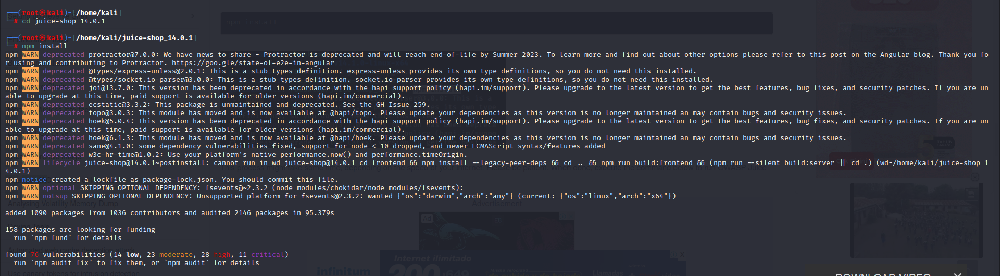 ┌──(root㉿kali)-[/home/kali]
└─# cd juice-shop_14.0.1
┌──(root㉿kali)-[/home/kali/juice-shop_14.0.1]
└─# npm install
npm WARN deprecated protractor@7.0.0: We have news to share - Protractor is deprecated and will reach end-of-life by Summer 2023. To learn more and find out about other options please refer to this post on the Angular blog. Thank you fo
r using and contributing to Protractor. https://goo.gle/state-of-e2e-in-angular
npm WARN deprecated @types/express-unless@2.0.1: This is a stub types definition. express-unless provides its own type definitions, so you do not need this installed.
npm WARN deprecated @types/socket.io-parser@3.0.0: This is a stub types definition. socket.io-parser provides its own type definitions, so you do not need this installed.
npm WARN deprecated joi@13.7.0: This version has been deprecated in accordance with the hapi support policy (hapi.im/support). Please upgrade to the latest version to get the best features, bug fixes, and security patches. If you are un
able to upgrade at this time, paid support is available for older versions (hapi.im/commercial).
npm WARN deprecated ecstatic@3.3.2: This package is unmaintained and deprecated. See the GH Issue 259.
npm WARN deprecated topo@3.0.3: This module has moved and is now available at @hapi/topo. Please update your dependencies as this version is no longer maintained an may contain bugs and security issues.
npm WARN deprecated hoek@5.0.4: This version has been deprecated in accordance with the hapi support policy (hapi.im/support). Please upgrade to the latest version to get the best features, bug fixes, and security patches. If you are un
able to upgrade at this time, paid support is available for older versions (hapi.im/commercial).
npm WARN deprecated hoek@6.1.3: This module has moved and is now available at @hapi/hoek. Please update your dependencies as this version is no longer maintained an may contain bugs and security issues.
npm WARN deprecated sane@4.1.0: some dependency vulnerabilities fixed, support for node < 10 dropped, and newer ECMAScript syntax/features added
npm WARN deprecated w3c-hr-time@1.0.2: Use your platform's native performance.now() and performance.timeOrigin.
npm WARN lifecycle juice-shop@14.0.1~postinstall: cannot run in wd juice-shop@14.0.1 cd frontend && npm install --legacy-peer-deps && cd .. && npm run build:frontend && (npm run --silent build:server || cd .) (wd=/home/kali/juice-shop_1
4.0.1)
npm notice created a lockfile as package-lock.json. You should commit this file.
npm WARN optional SKIPPING OPTIONAL DEPENDENCY: fsevents@~2.3.2 (node_modules/chokidar/node_modules/fsevents):
npm WARN notsup SKIPPING OPTIONAL DEPENDENCY: Unsupported platform for fsevents@2.3.2: wanted {"os":"darwin","arch":"any"} (current: {"os":"linux","arch":"x64"})
added 1090 packages from 1036 contributors and audited 2146 packages in 95.379s
158 packages are looking for funding
run `npm fund` for details
found 76 vulnerabilities (14 low, 23 moderate, 28 high, 11 critical)
run `npm audit fix` to fix them, or `npm audit` for details
npm install
Analysing Volatility Memory Dump
Advertisement
Ad
Internet ilimitado
infinitum
Llamadas
Use canary tokens for intrusion detection
DOWNLOAD VIDEO